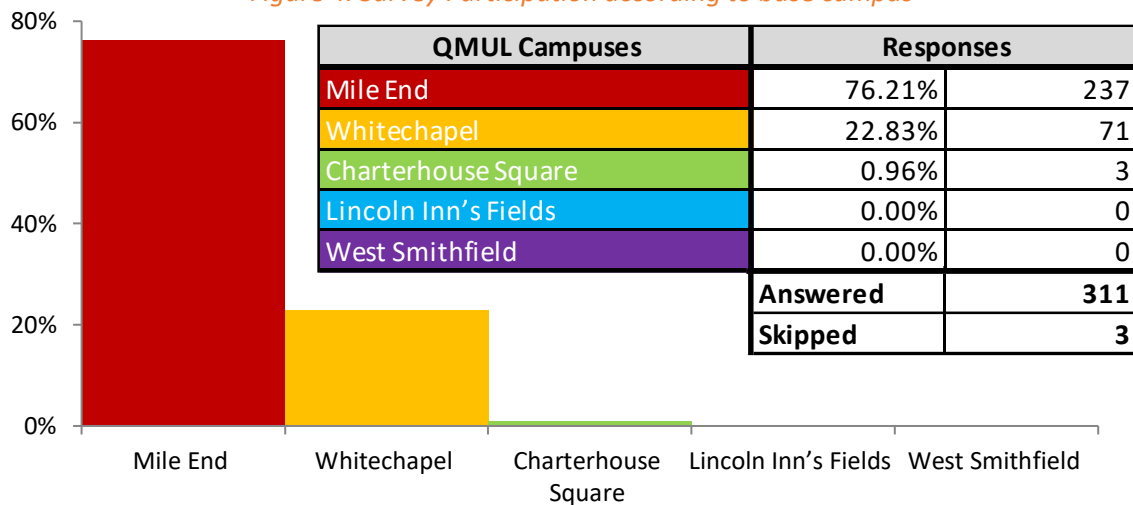 80%
QMUL Campuses Responses
Mile End 76.21% 237
Whitechapel 22.83% 71
Charterhouse Square 0.96% 3
Lincoln Inn’s Fields 0.00% 0
West Smithfield 0.00% 0
Answered 311
Skipped 3
60%
40%
20%
0%
Mile End Whitechapel Charterhouse Square Lincoln Inn’s Fields West Smithfield